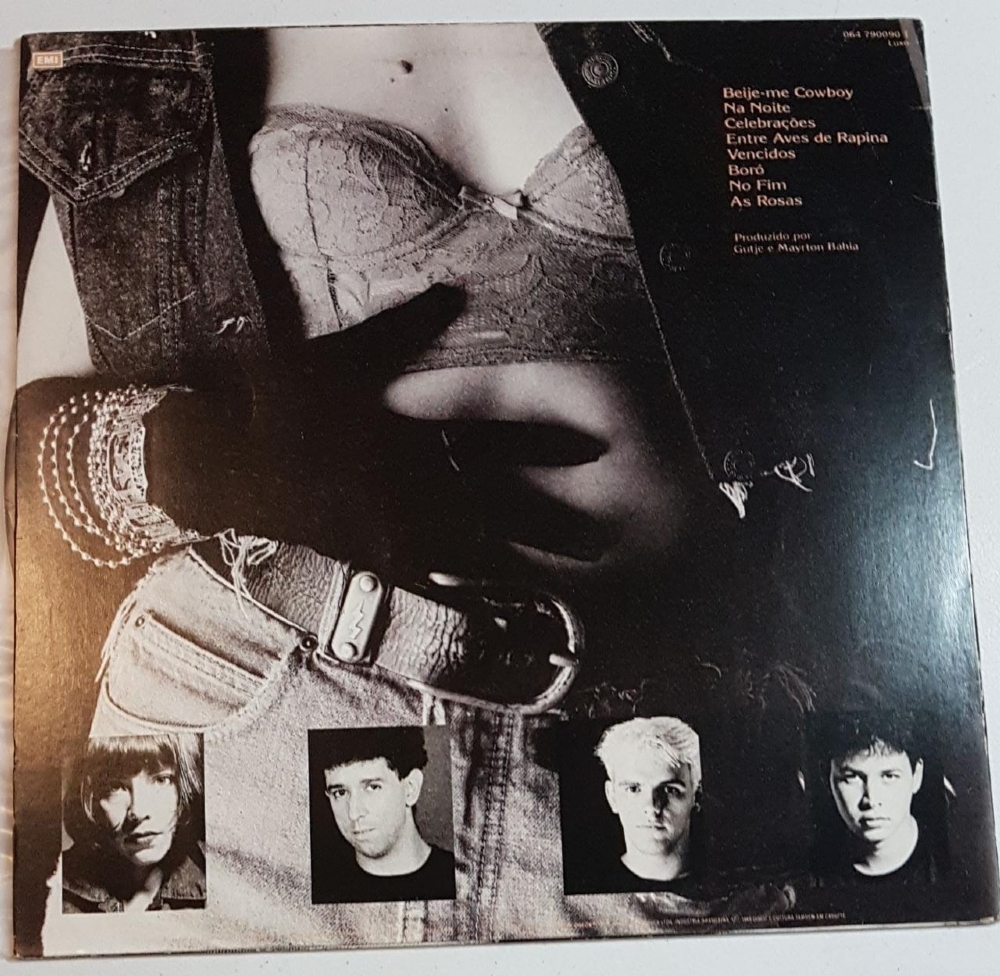 EMI
064 790090 1
Luxo
Beije-me Cowboy
Na Noite
Celebrações
Entre Aves de Rapina
Vencidos
Boró
No Fim
As Rosas
Produzido por
Gutje e Mayrton Bahia